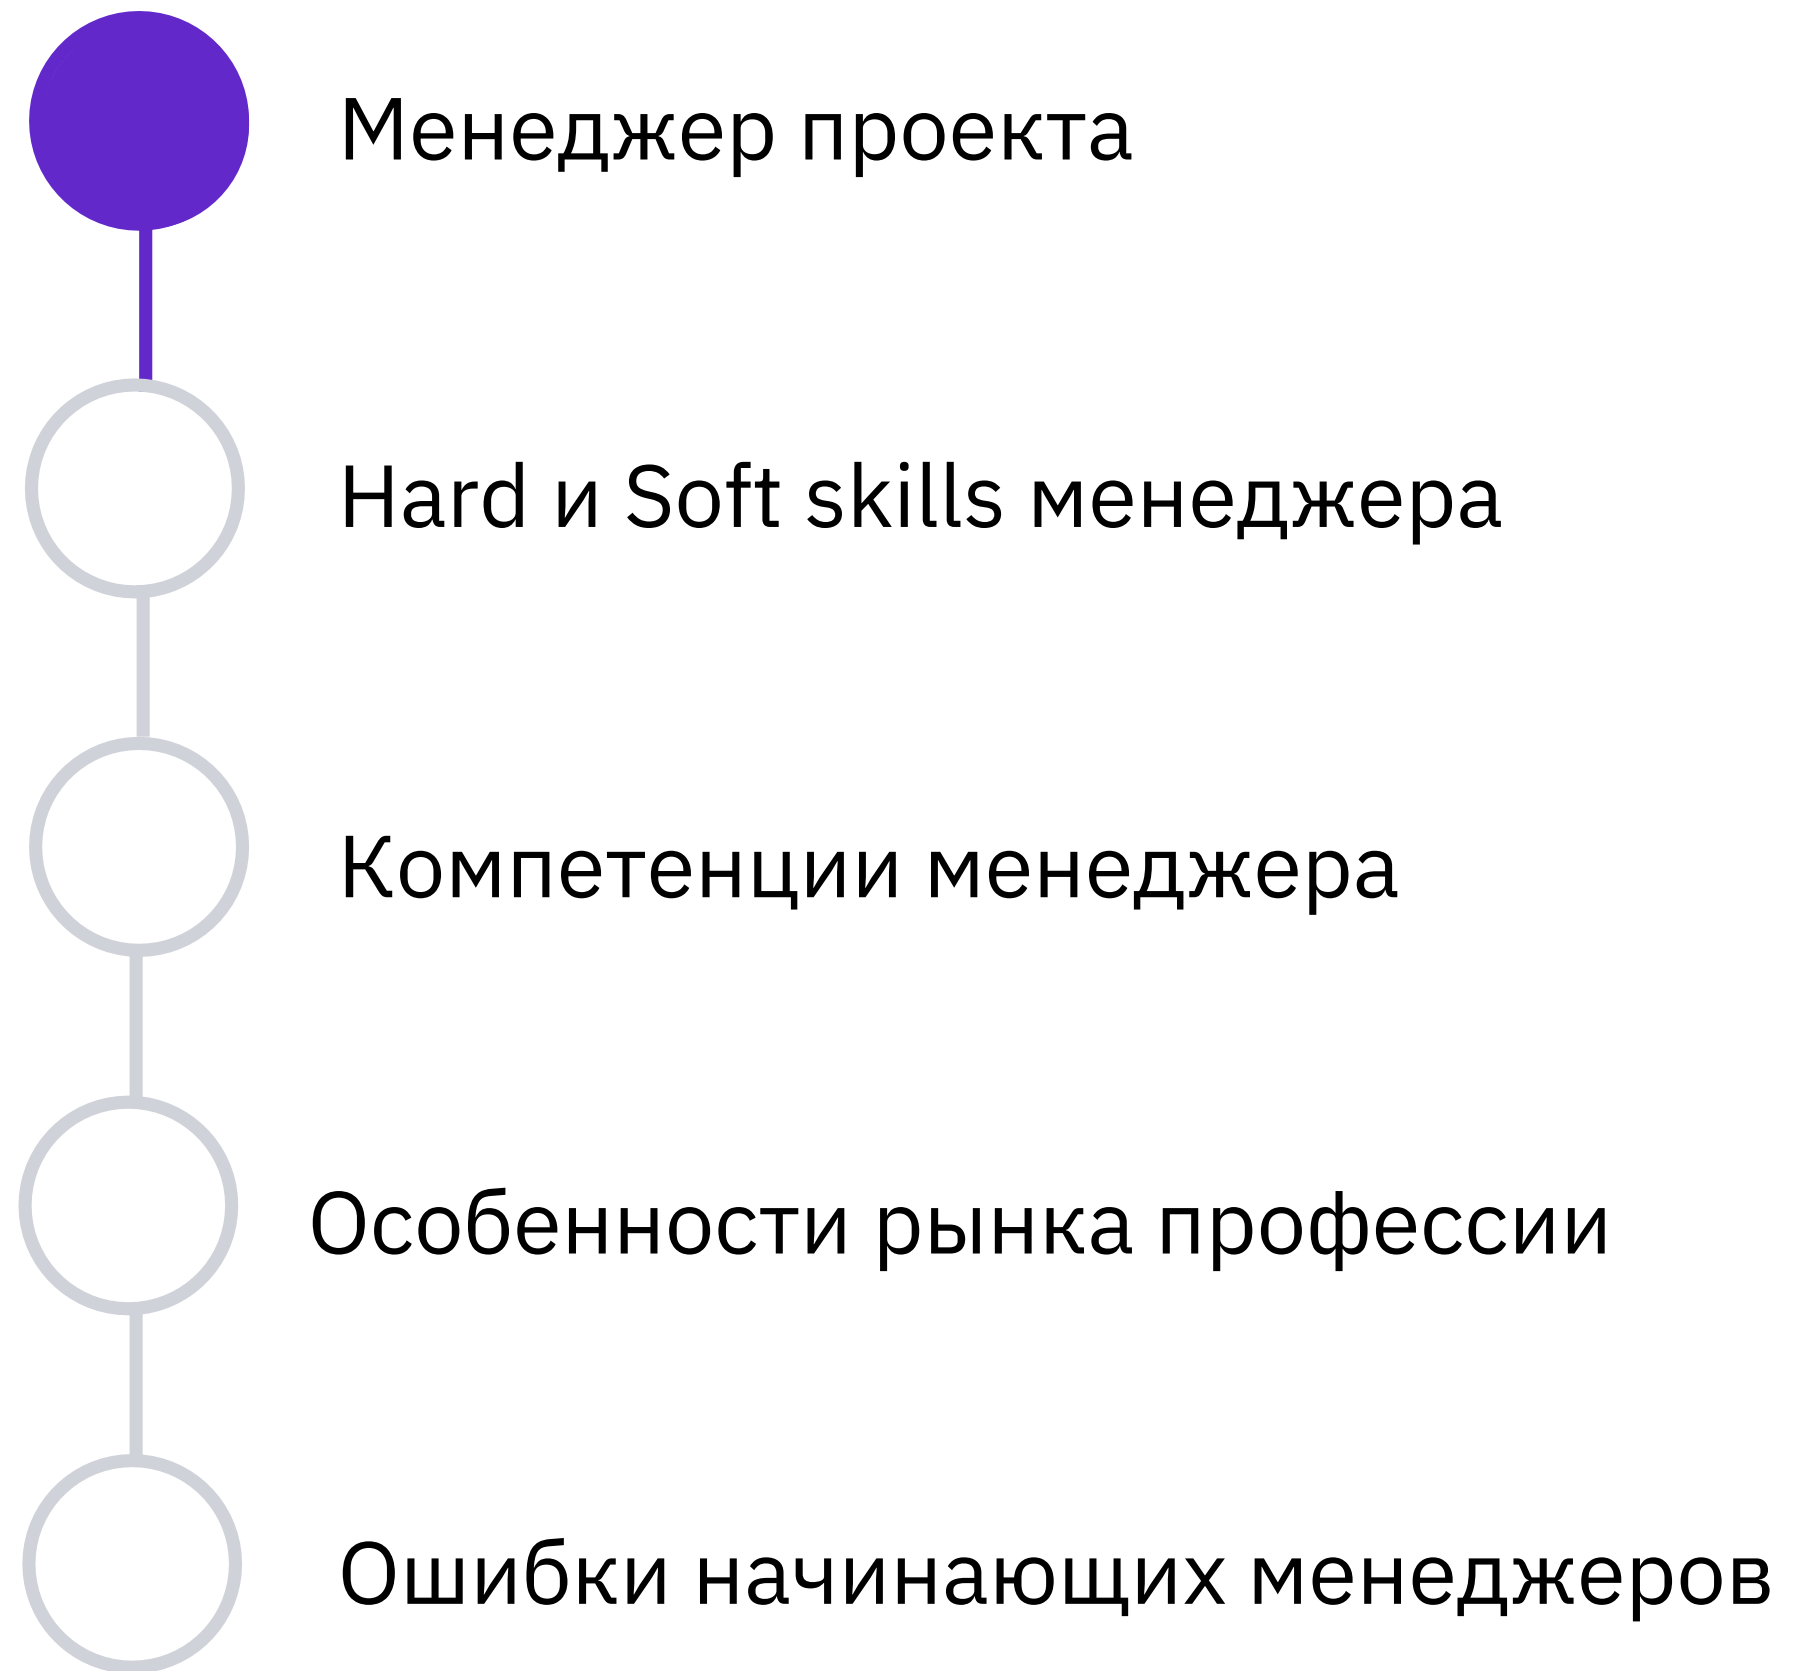 Менеджер проекта
Hard и Soft skills менеджера
Компетенции менеджера
Особенности рынка профессии
Ошибки начинающих менеджеров